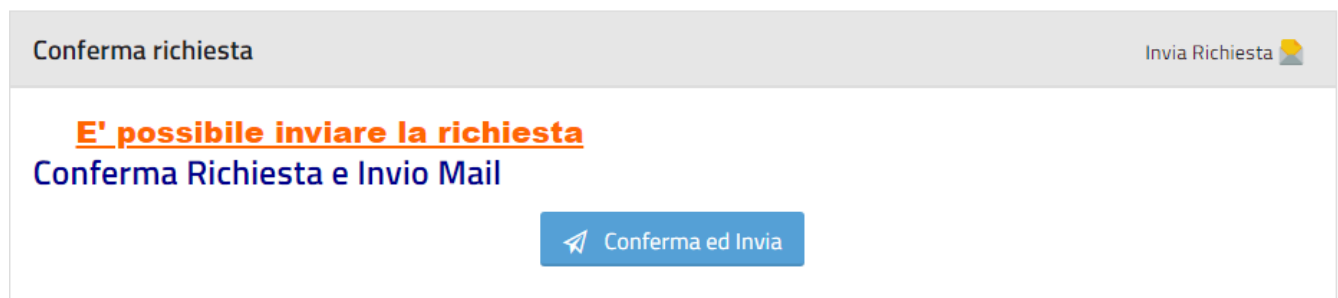 Conferma richiesta
Invia Richiesta
E' possibile inviare la richiesta
Conferma Richiesta e Invio Mail
Conferma ed Invia